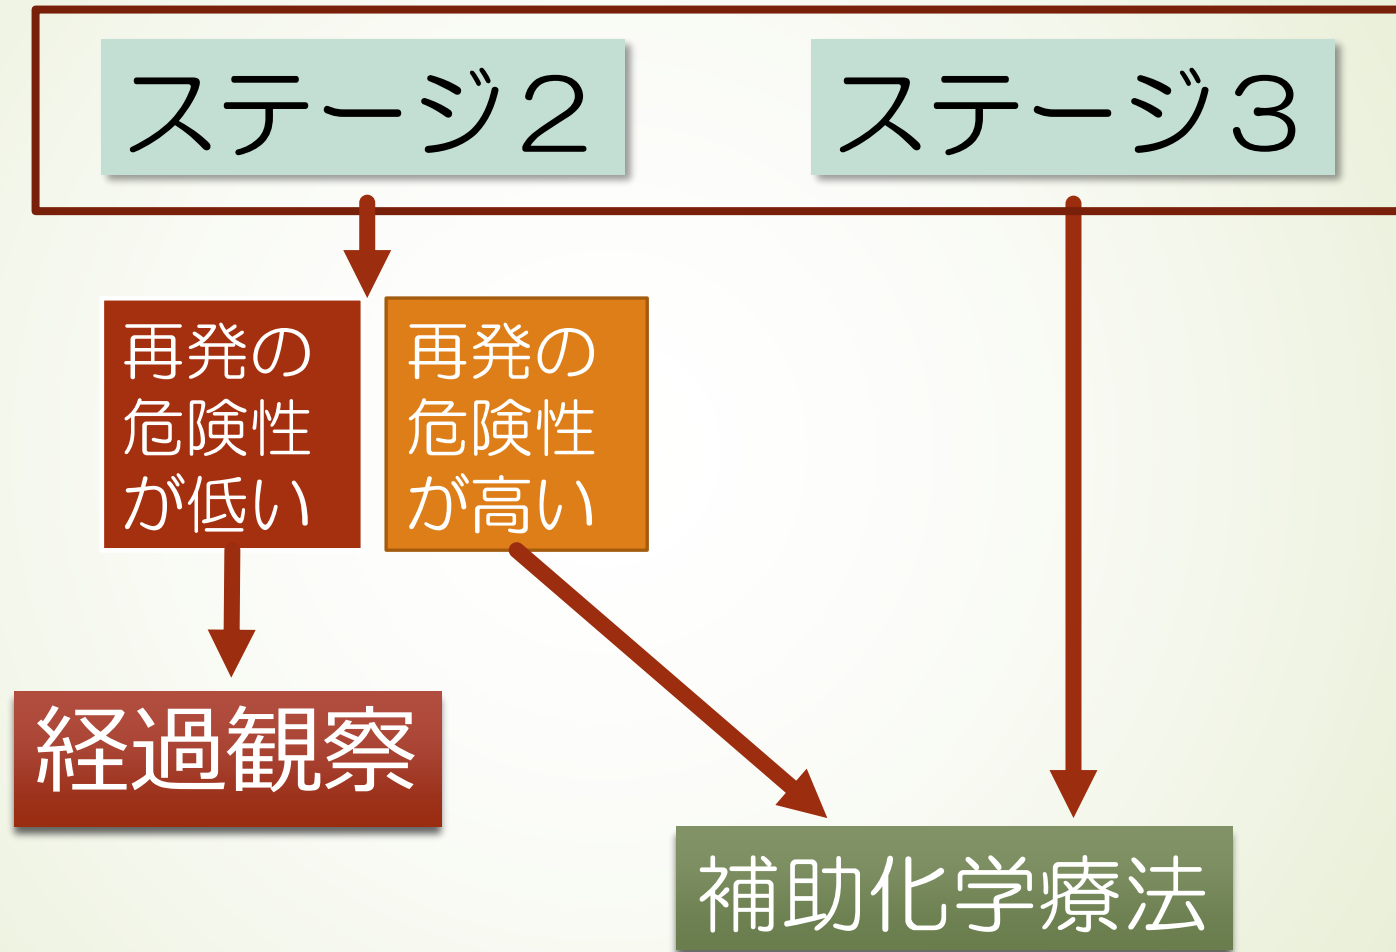 ステージ２
ステージ３
再発の
危険性
が低い
再発の
危険性
が高い
経過観察
補助化学療法